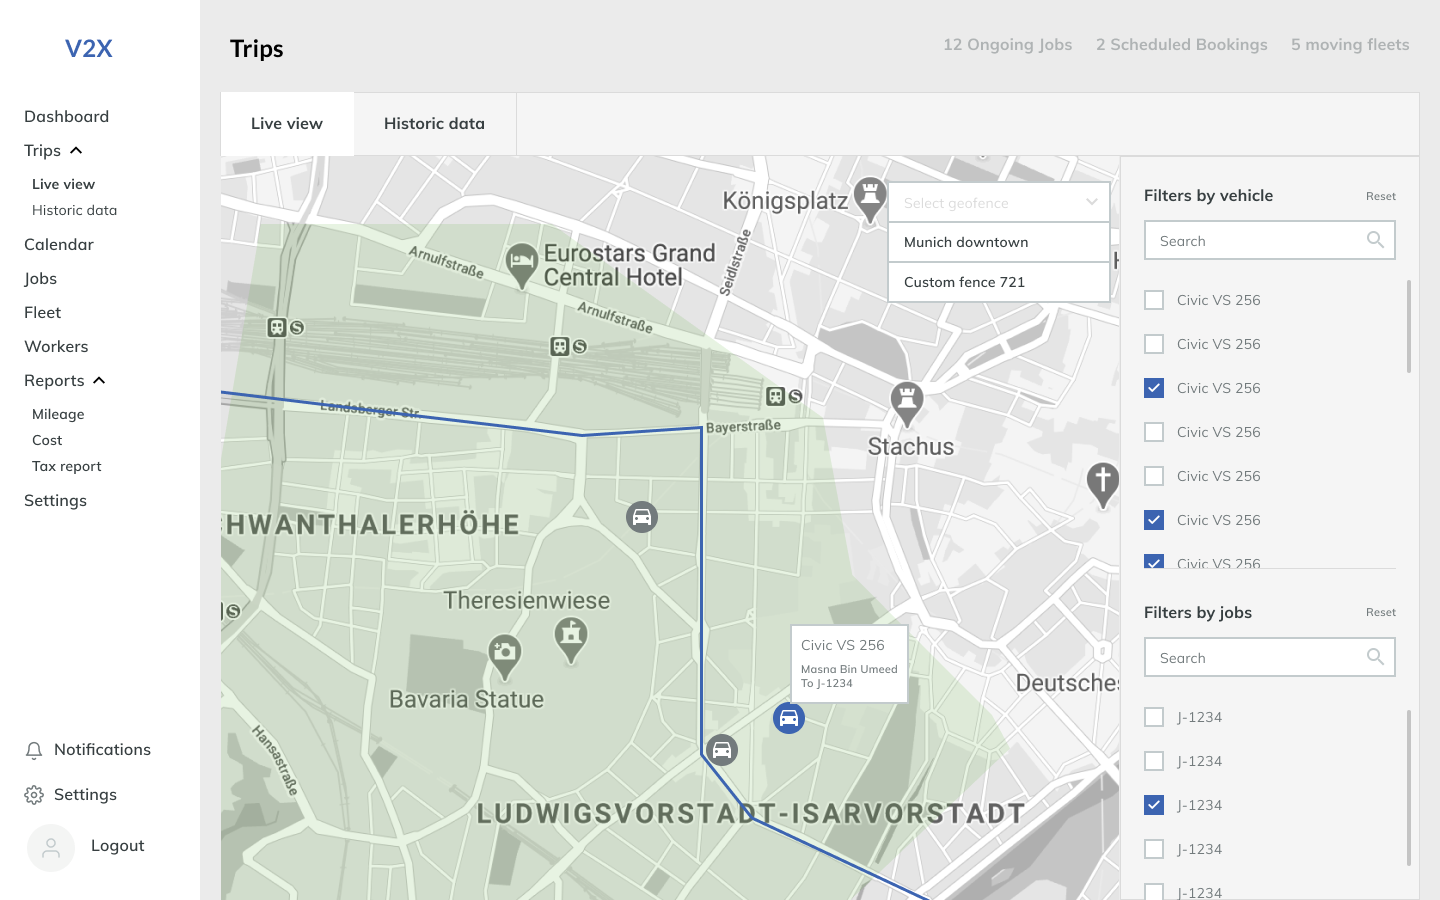 V2X
Dashboard
Trips
Live view
Historic data
Calendar
Jobs
Fleet
Workers
Reports
Mileage
Cost
Tax report
Settings
Notifications
Settings
Logout
Trips
12 Ongoing Jobs
2 Scheduled Bookings
5 moving fleets
Live view
Historic data
Königsplatz
Select geofence
Munich downtown
Custom fence 721
Arnulfstraße
Eurostars Grand
Central Hotel
Seidlstraße
Arnulfstraße
S
S
S
Landsberger Str.
Bayerstraße
Stachus
HWANTHALERHÖHE
S
Theresienwiese
Bavaria Statue
Hansastraße
Civic VS 256
Masna Bin Umeed
To J-1234
Deutsches
LUDWIGSVORSTADT-ISARVORSTADT
Filters by vehicle
Reset
Search
Civic VS 256
Civic VS 256
Civic VS 256
Civic VS 256
Civic VS 256
Civic VS 256
Civic VS 256
Filters by jobs
Reset
Search
J-1234
J-1234
J-1234
J-1234
J-1234